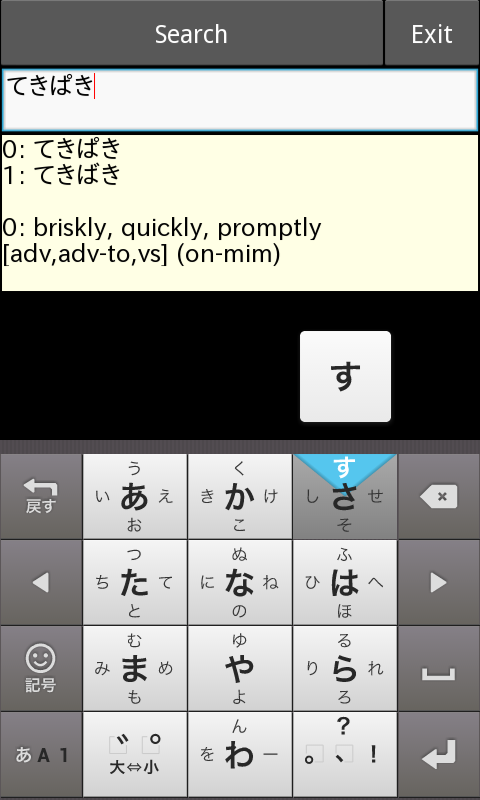 Search Exit
てきぱき
0: てきぱき
1: てきばき
0: briskly, quickly, promptly
[adv,adv-to,vs] (on-mim)
す
う く す
戻す い あ え き か け し さ せ
お こ そ
つ ぬ ふ
ち た て に な ね ひ は へ
と の ほ
む ゆ る
記号 み ま め や り ら れ
も よ ろ
ん ?
あ A 1 ゛ ゜ を わ ー 。 、 !
大⇔小